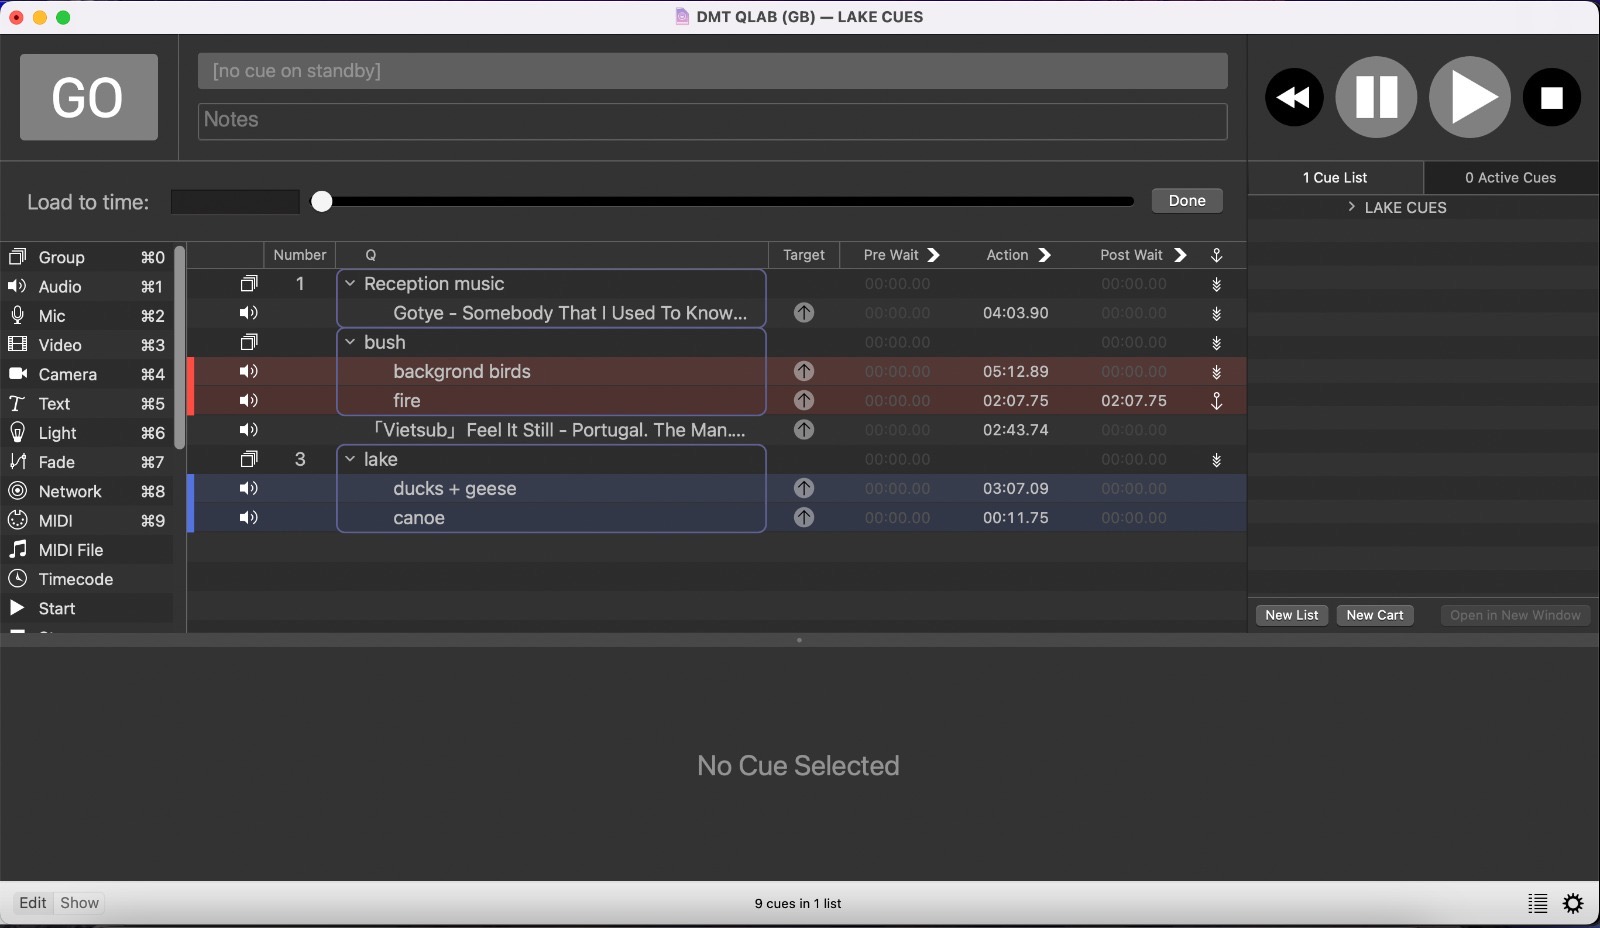 DMT QLAB (GB) — LAKE CUES
GO
[no cue on standby]
Notes
Load to time:
Done
1 Cue List
0 Active Cues
LAKE CUES
Group ⌘0
Audio ⌘1
Mic ⌘2
Video ⌘3
Camera ⌘4
Text ⌘5
Light ⌘6
Fade ⌘7
Network ⌘8
MIDI ⌘9
MIDI File
Timecode
Start
Number Q Target Pre Wait Action Post Wait
1 Reception music 00:00.00 00:00.00
Gotye - Somebody That I Used To Know... 00:00.00 04:03.90 00:00.00
bush 00:00.00 00:00.00
backgrond birds 00:00.00 05:12.89 00:00.00
fire 00:00.00 02:07.75 02:07.75
「Vietsub」Feel It Still - Portugal. The Man.... 00:00.00 02:43.74 00:00.00
3 lake 00:00.00 00:00.00
ducks + geese 00:00.00 03:07.09 00:00.00
canoe 00:00.00 00:11.75 00:00.00
New List
New Cart
Open in New Window
No Cue Selected
Edit
Show
9 cues in 1 list